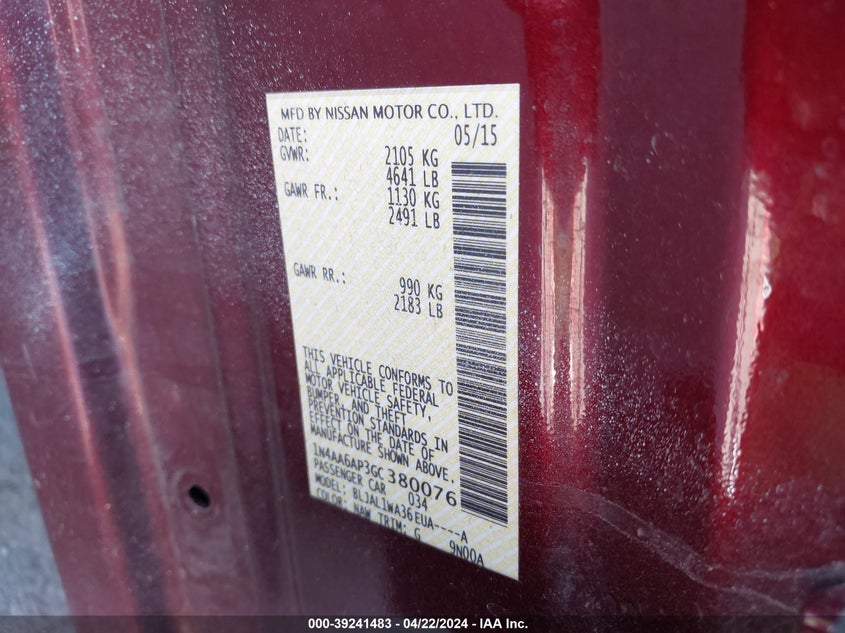 MFD BY NISSAN MOTOR CO., LTD.
DATE: 05/15
GVWR: 2105 KG
4641 LB
GAWR FR.: 1130 KG
2491 LB
GAWR RR.: 990 KG
2183 LB
THIS VEHICLE CONFORMS TO
ALL APPLICABLE FEDERAL
MOTOR VEHICLE SAFETY,
BUMPER, AND THEFT
PREVENTION STANDARDS IN
EFFECT ON THE DATE OF
MANUFACTURE SHOWN ABOVE.
1N4AA6AP3GC380076
PASSENGER CAR 034
MODEL: BLJALIWA36EUA----A
COLOR: NAW TRIM: G 9N00A
000-39241483 - 04/22/2024 - IAA Inc.